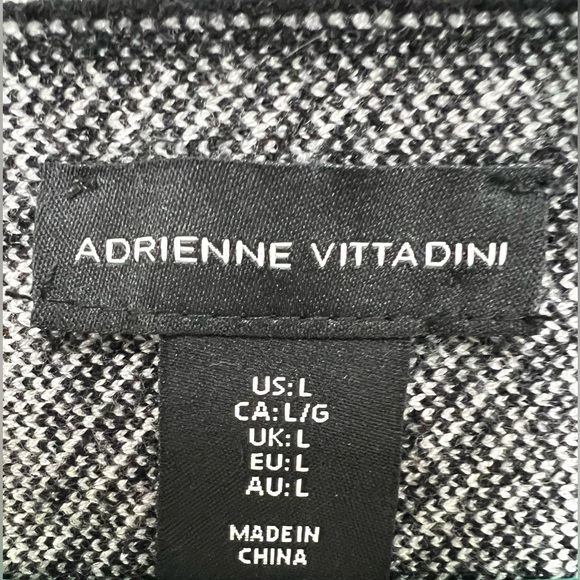 ADRIENNE VITTADINI
US: L
CA: L/G
UK: L
EU: L
AU: L
MADE IN
CHINA